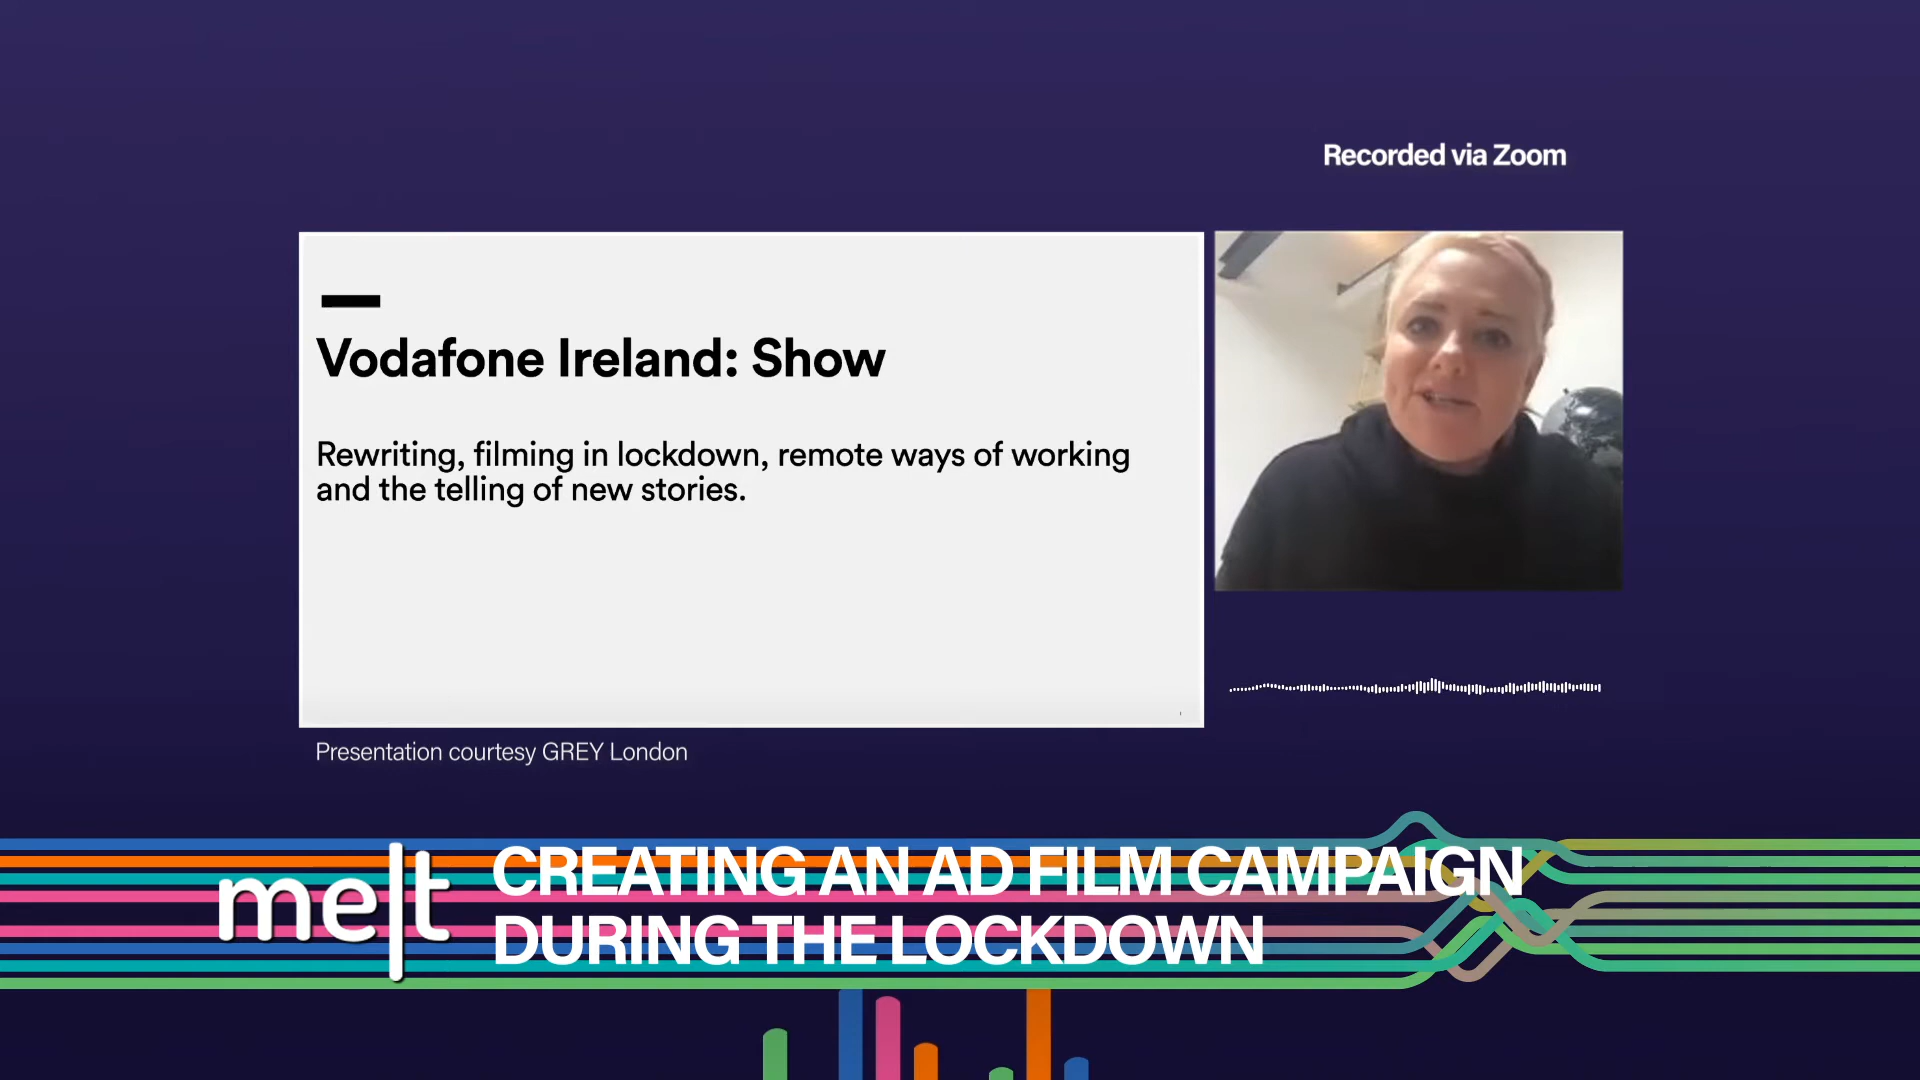 Recorded via Zoom
Vodafone Ireland: Show
Rewriting, filming in lockdown, remote ways of working
and the telling of new stories.
Presentation courtesy GREY London
melt
CREATING AN AD FILM CAMPAIGN
DURING THE LOCKDOWN